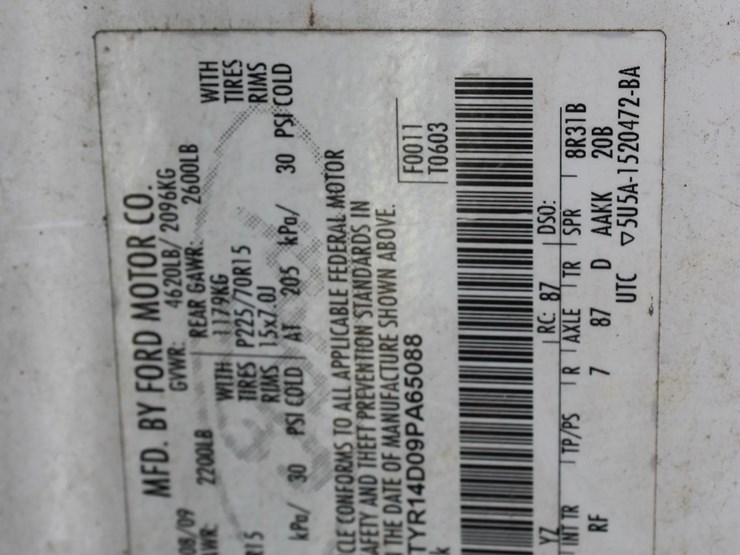 MFD. BY FORD MOTOR CO.
08/09 GVWR: 4620LB/ 2096KG
WR: 2200LB REAR GAWR: 2600LB
1179KG WITH
WITH
R15 TIRES P225/70R15 TIRES
RIMS 15x7.0J RIMS
kPa/ 30 PSI COLD AT 205 kPa/ 30 PSI COLD
CLE CONFORMS TO ALL APPLICABLE FEDERAL MOTOR
AFETY AND THEFT PREVENTION STANDARDS IN
THE DATE OF MANUFACTURE SHOWN ABOVE.
TYR14D09PA65088 F0011
k T0603
YZ RC: 87 DSO:
INT TR TP/PS R AXLE TR SPR 8R31B
RF 7 87 D AAKK 20B
UTC ▽5U5A-1520472-BA